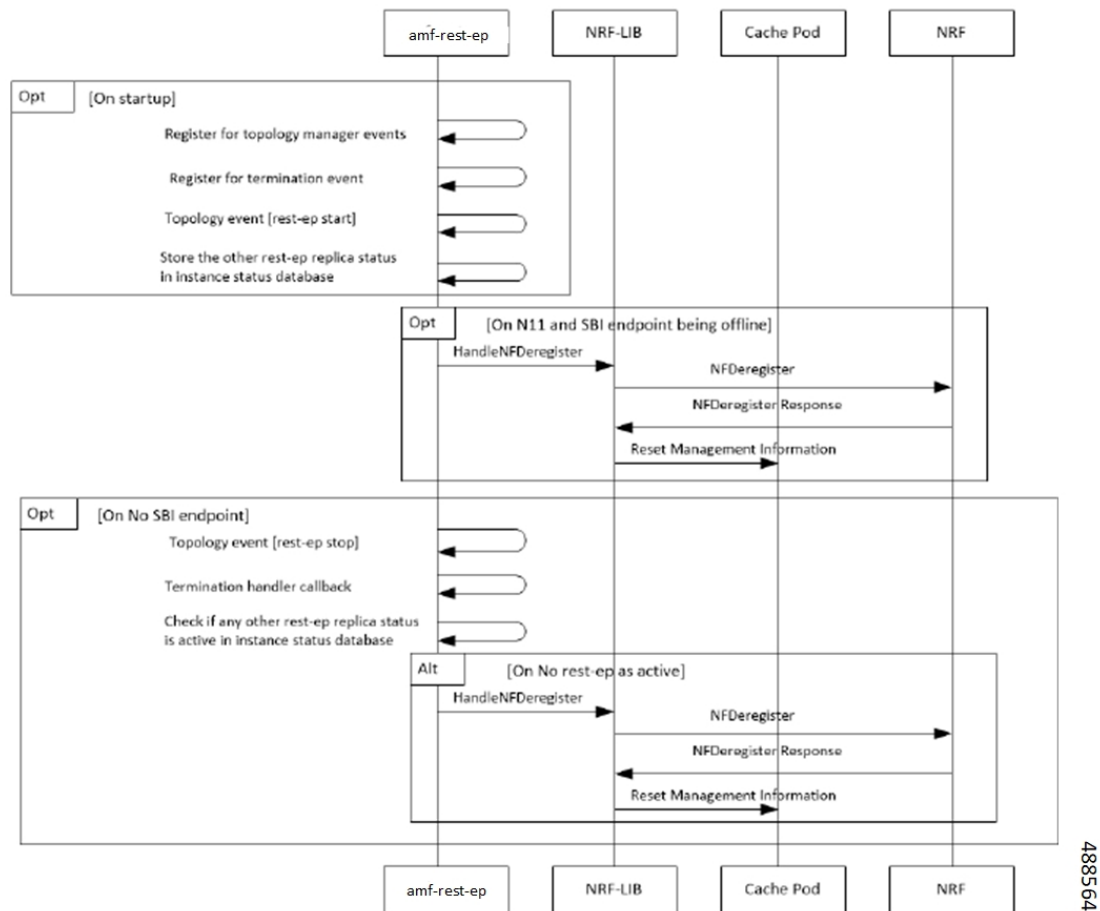 amf-rest-ep
NRF-LIB
Cache Pod
NRF
Opt
[On startup]
Register for topology manager events
Register for termination event
Topology event [rest-ep start]
Store the other rest-ep replica status
in instance status database
Opt
[On N11 and SBI endpoint being offline]
HandleNFDeregister
NFDeregister
NFDeregister Response
Reset Management Information
Opt
[On No SBI endpoint]
Topology event [rest-ep stop]
Termination handler callback
Check if any other rest-ep replica status
is active in instance status database
Alt
[On No rest-ep as active]
HandleNFDeregister
NFDeregister
NFDeregister Response
Reset Management Information
amf-rest-ep
NRF-LIB
Cache Pod
NRF
488564